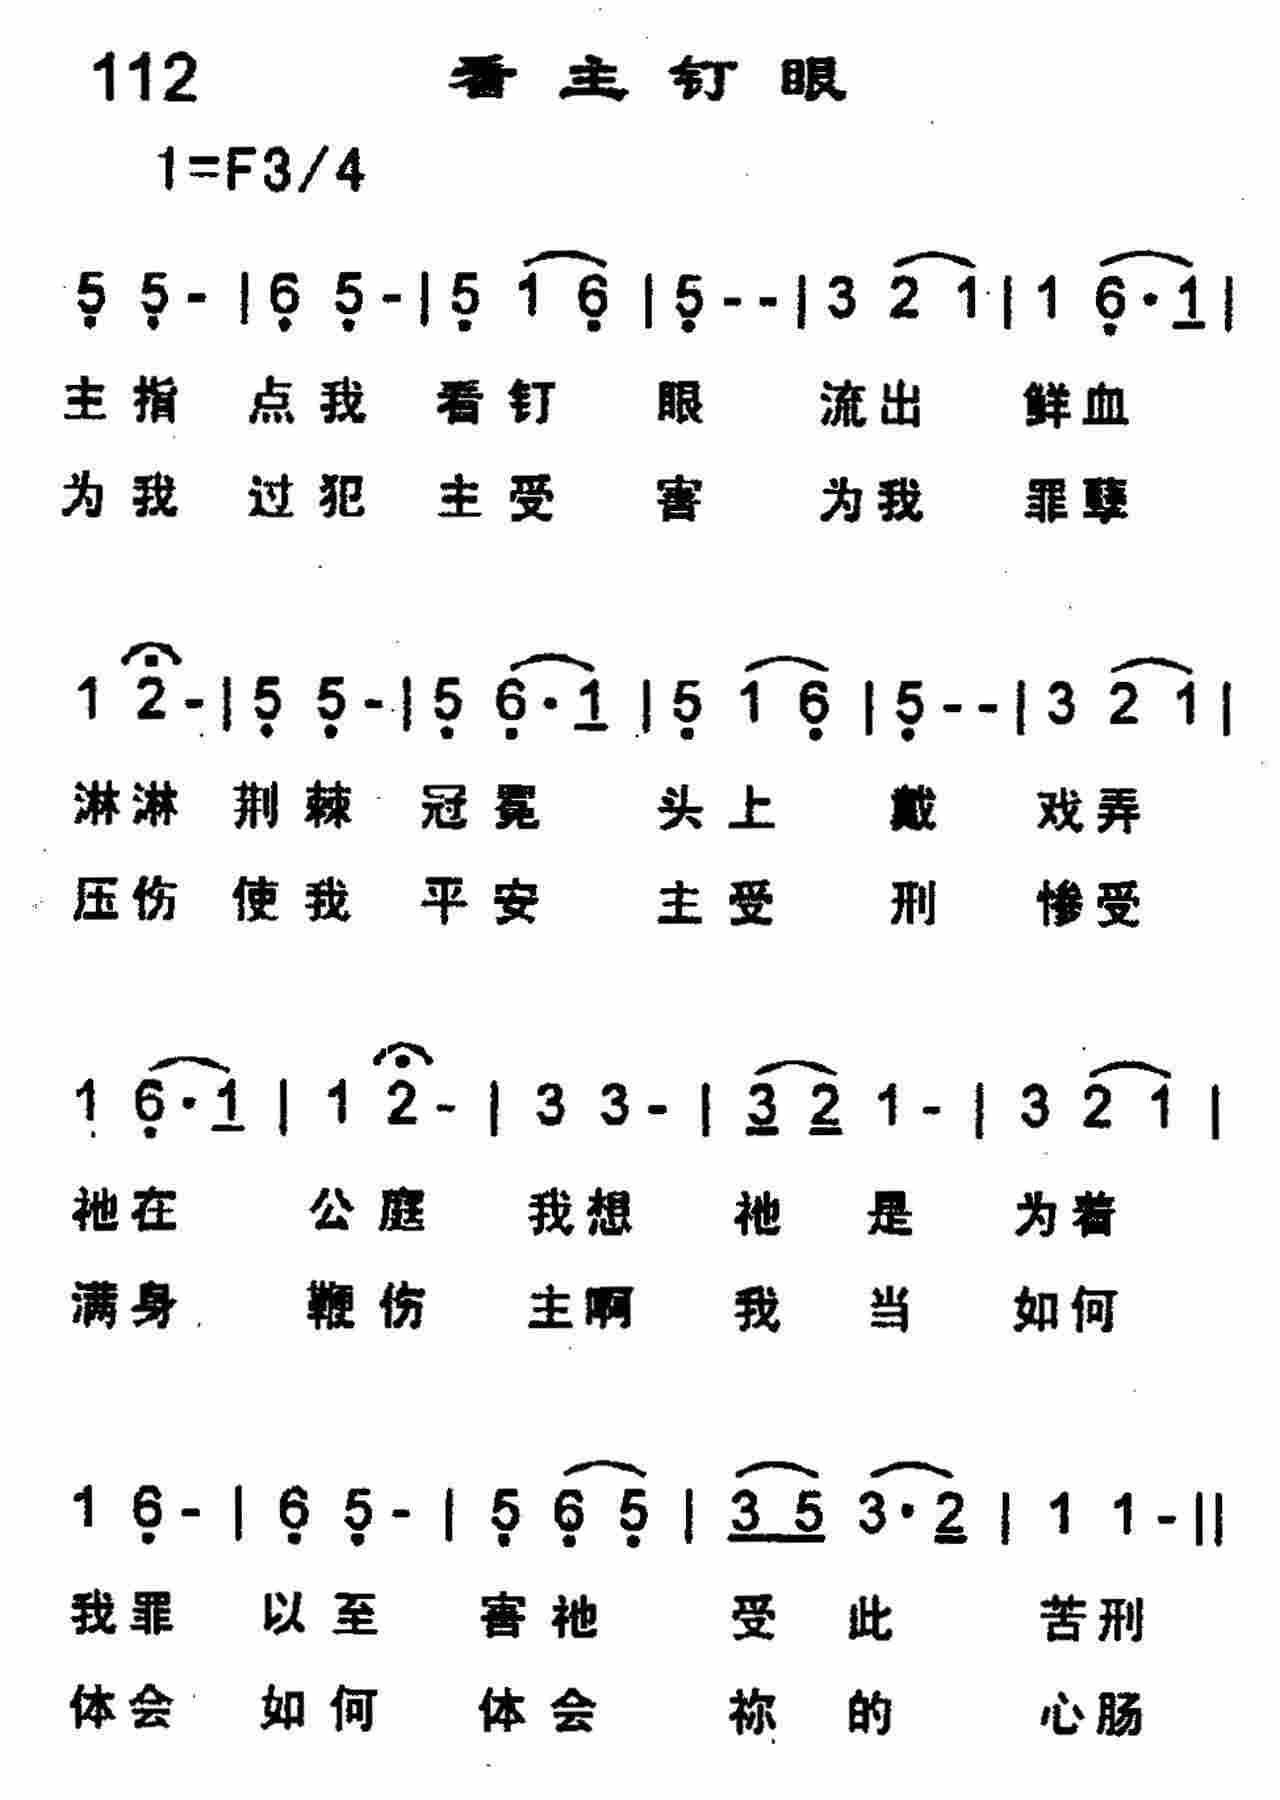 112 看主钉眼
1=F3/4
5̣ 5̣ - | 6̣ 5̣ - | 5̣ 1 6̣ | 5̣ - - | 3 2 1 | 1 6̣ · 1 |
主指 点我 看钉 眼 流出 鲜血
为我 过犯 主受 害 为我 罪孽
1 2 - | 5̣ 5̣ - | 5̣ 6̣ · 1 | 5̣ 1 6̣ | 5̣ - - | 3 2 1 |
淋淋 荆棘 冠冕 头上 戴 戏弄
压伤 使我 平安 主受 刑 惨受
1 6̣ · 1 | 1 2 - | 3 3 - | 3 2 1 - | 3 2 1 |
祂在 公庭 我想 祂 是 为着
满身 鞭伤 主啊 我 当 如何
1 6̣ - | 6̣ 5̣ - | 5̣ 6̣ 5̣ | 3 5 3 · 2 | 1 1 - ||
我罪 以至 害祂 受 此 苦刑
体会 如何 体会 祢 的 心肠